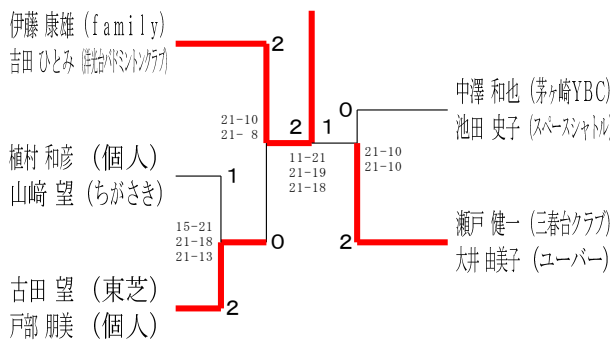 伊藤 康雄 (family)
吉田 ひとみ (洋光台バドミントンクラブ)
植村 和彦 (個人)
山﨑 望 (ちがさき)
古田 望 (東芝)
戸部 朋美 (個人)
2
21-10
21- 8
1
15-21
21-18
21-13
2
0
2
1
11-21
21-19
21-18
0
21-10
21-10
2
中澤 和也 (茅ヶ崎YBC)
池田 史子 (スペースシャトル)
瀬戸 健一 (三春台クラブ)
大井 由美子 (ユーバー)